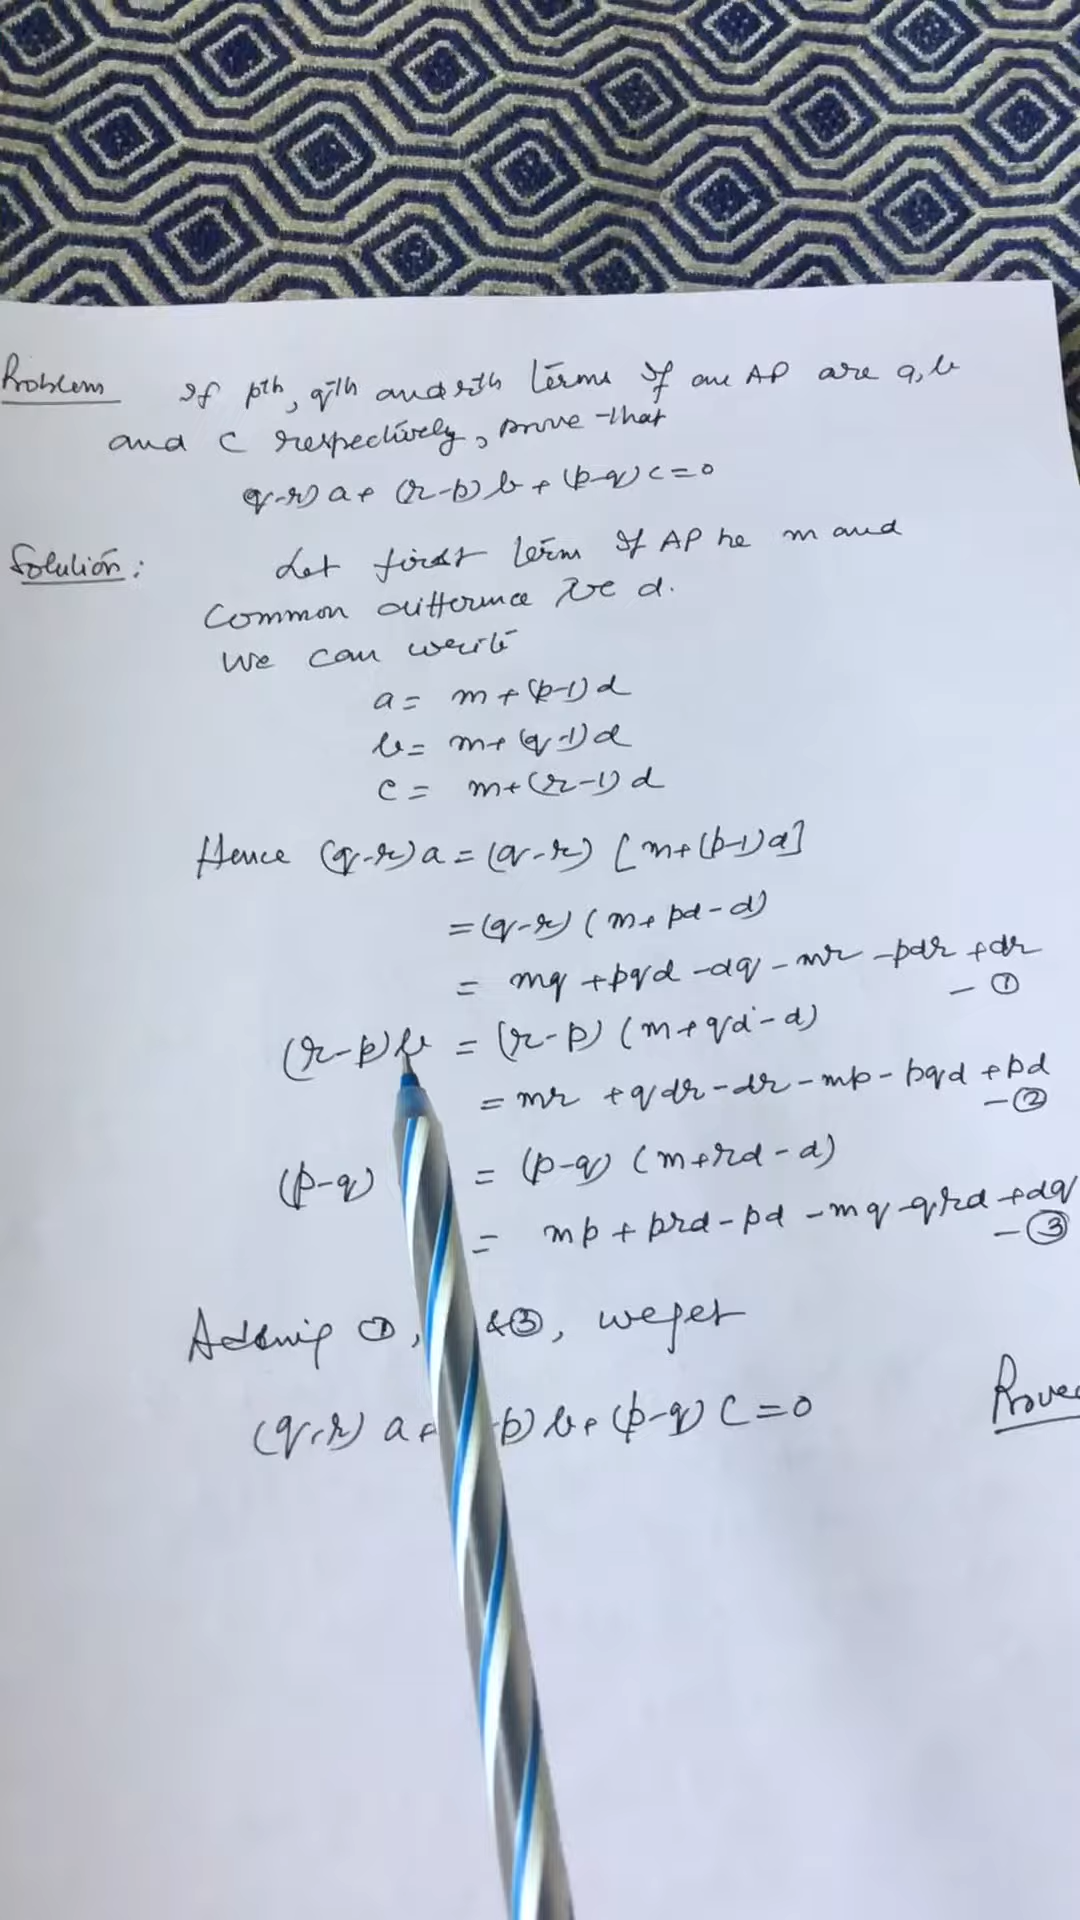 Problem If pth, qth and rth terms of an AP are a, b
and c respectively, prove that
(q-r) a + (r-p) b + (p-q) c = 0
Solution: Let first term of AP be m and
Common difference be d.
We can write
a = m + (p-1) d
b = m + (q-1) d
c = m + (r-1) d
Hence (q-r) a = (q-r) [m + (p-1) d]
= (q-r) (m + pd - d)
= mq + pqd - dq - mr - pdr + dr
- ①
(r-p) b = (r-p) (m + qd - d)
= mr + qdr - dr - mp - pqd + pd
- ②
(p-q) = (p-q) (m + rd - d)
= mp + prd - pd - mq - qrd + dq
- ③
Adding ①, & ③, we get
(q-r) a + -p) b + (p-q) c = 0 Proved